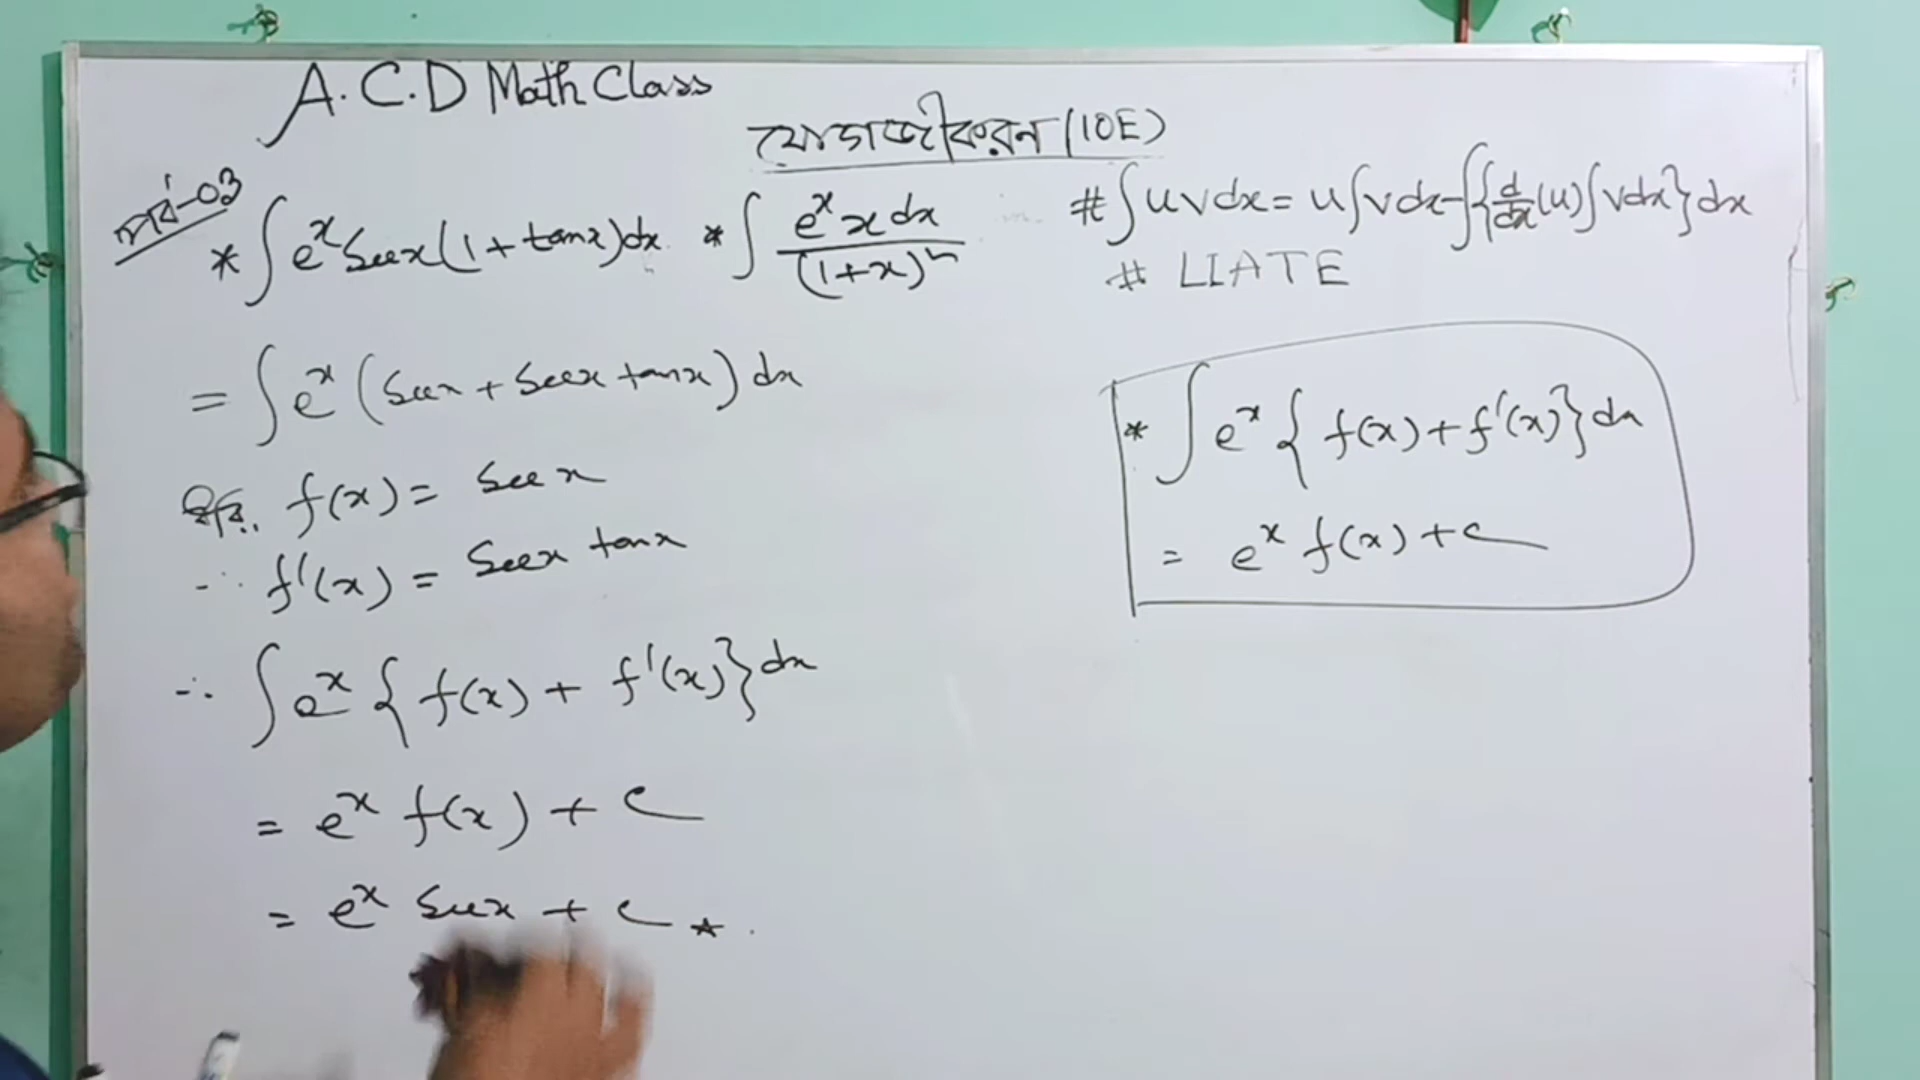 A.C.D Math Class
যোগজীকরন (10E)
পর্ব-03
* ∫ eˣ secx (1 + tanx) dx * ∫ eˣ x dx / (1+x)²
# ∫ u v dx = u ∫ v dx - ∫ { d/dx (u) ∫ v dx } dx
# LIATE
= ∫ eˣ (secx + secx tanx) dx
ধরি, f(x) = sec x
∴ f′(x) = secx tanx
∴ ∫ eˣ { f(x) + f′(x) } dx
= eˣ f(x) + c
= eˣ secx + c
* ∫ eˣ { f(x) + f′(x) } dx
= eˣ f(x) + c